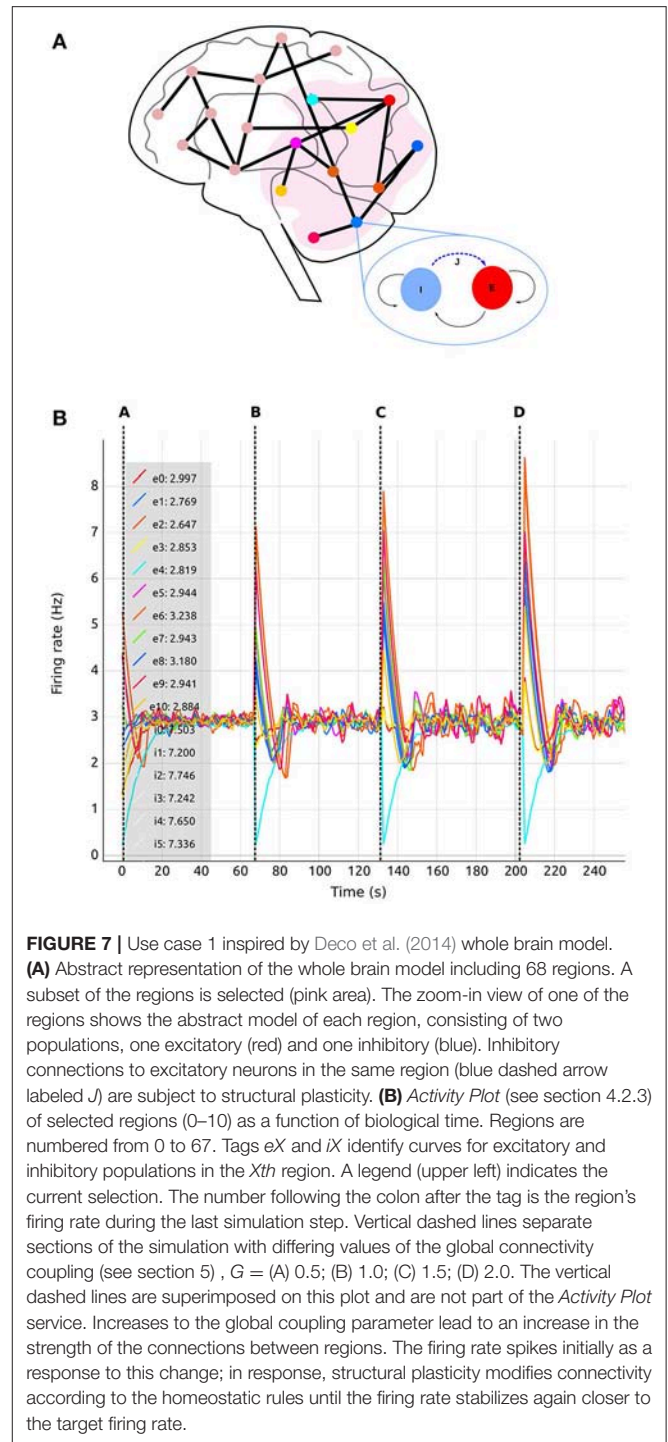 A
J
I
E
B
A B C D
Firing rate (Hz)
8
7
6
5
4
3
2
1
0
e0: 2.997
e1: 2.769
e2: 2.647
e3: 2.853
e4: 2.819
e5: 2.944
e6: 3.238
e7: 2.943
e8: 3.180
e9: 2.941
e10: 2.884
i0: 7.503
i1: 7.200
i2: 7.746
i3: 7.242
i4: 7.650
i5: 7.336
0 20 40 60 80 100 120 140 160 180 200 220 240
Time (s)
FIGURE 7 | Use case 1 inspired by Deco et al. (2014) whole brain model.
(A) Abstract representation of the whole brain model including 68 regions. A
subset of the regions is selected (pink area). The zoom-in view of one of the
regions shows the abstract model of each region, consisting of two
populations, one excitatory (red) and one inhibitory (blue). Inhibitory
connections to excitatory neurons in the same region (blue dashed arrow
labeled J) are subject to structural plasticity. (B) Activity Plot (see section 4.2.3)
of selected regions (0–10) as a function of biological time. Regions are
numbered from 0 to 67. Tags eX and iX identify curves for excitatory and
inhibitory populations in the Xth region. A legend (upper left) indicates the
current selection. The number following the colon after the tag is the region's
firing rate during the last simulation step. Vertical dashed lines separate
sections of the simulation with differing values of the global connectivity
coupling (see section 5) , G = (A) 0.5; (B) 1.0; (C) 1.5; (D) 2.0. The vertical
dashed lines are superimposed on this plot and are not part of the Activity Plot
service. Increases to the global coupling parameter lead to an increase in the
strength of the connections between regions. The firing rate spikes initially as a
response to this change; in response, structural plasticity modifies connectivity
according to the homeostatic rules until the firing rate stabilizes again closer to
the target firing rate.